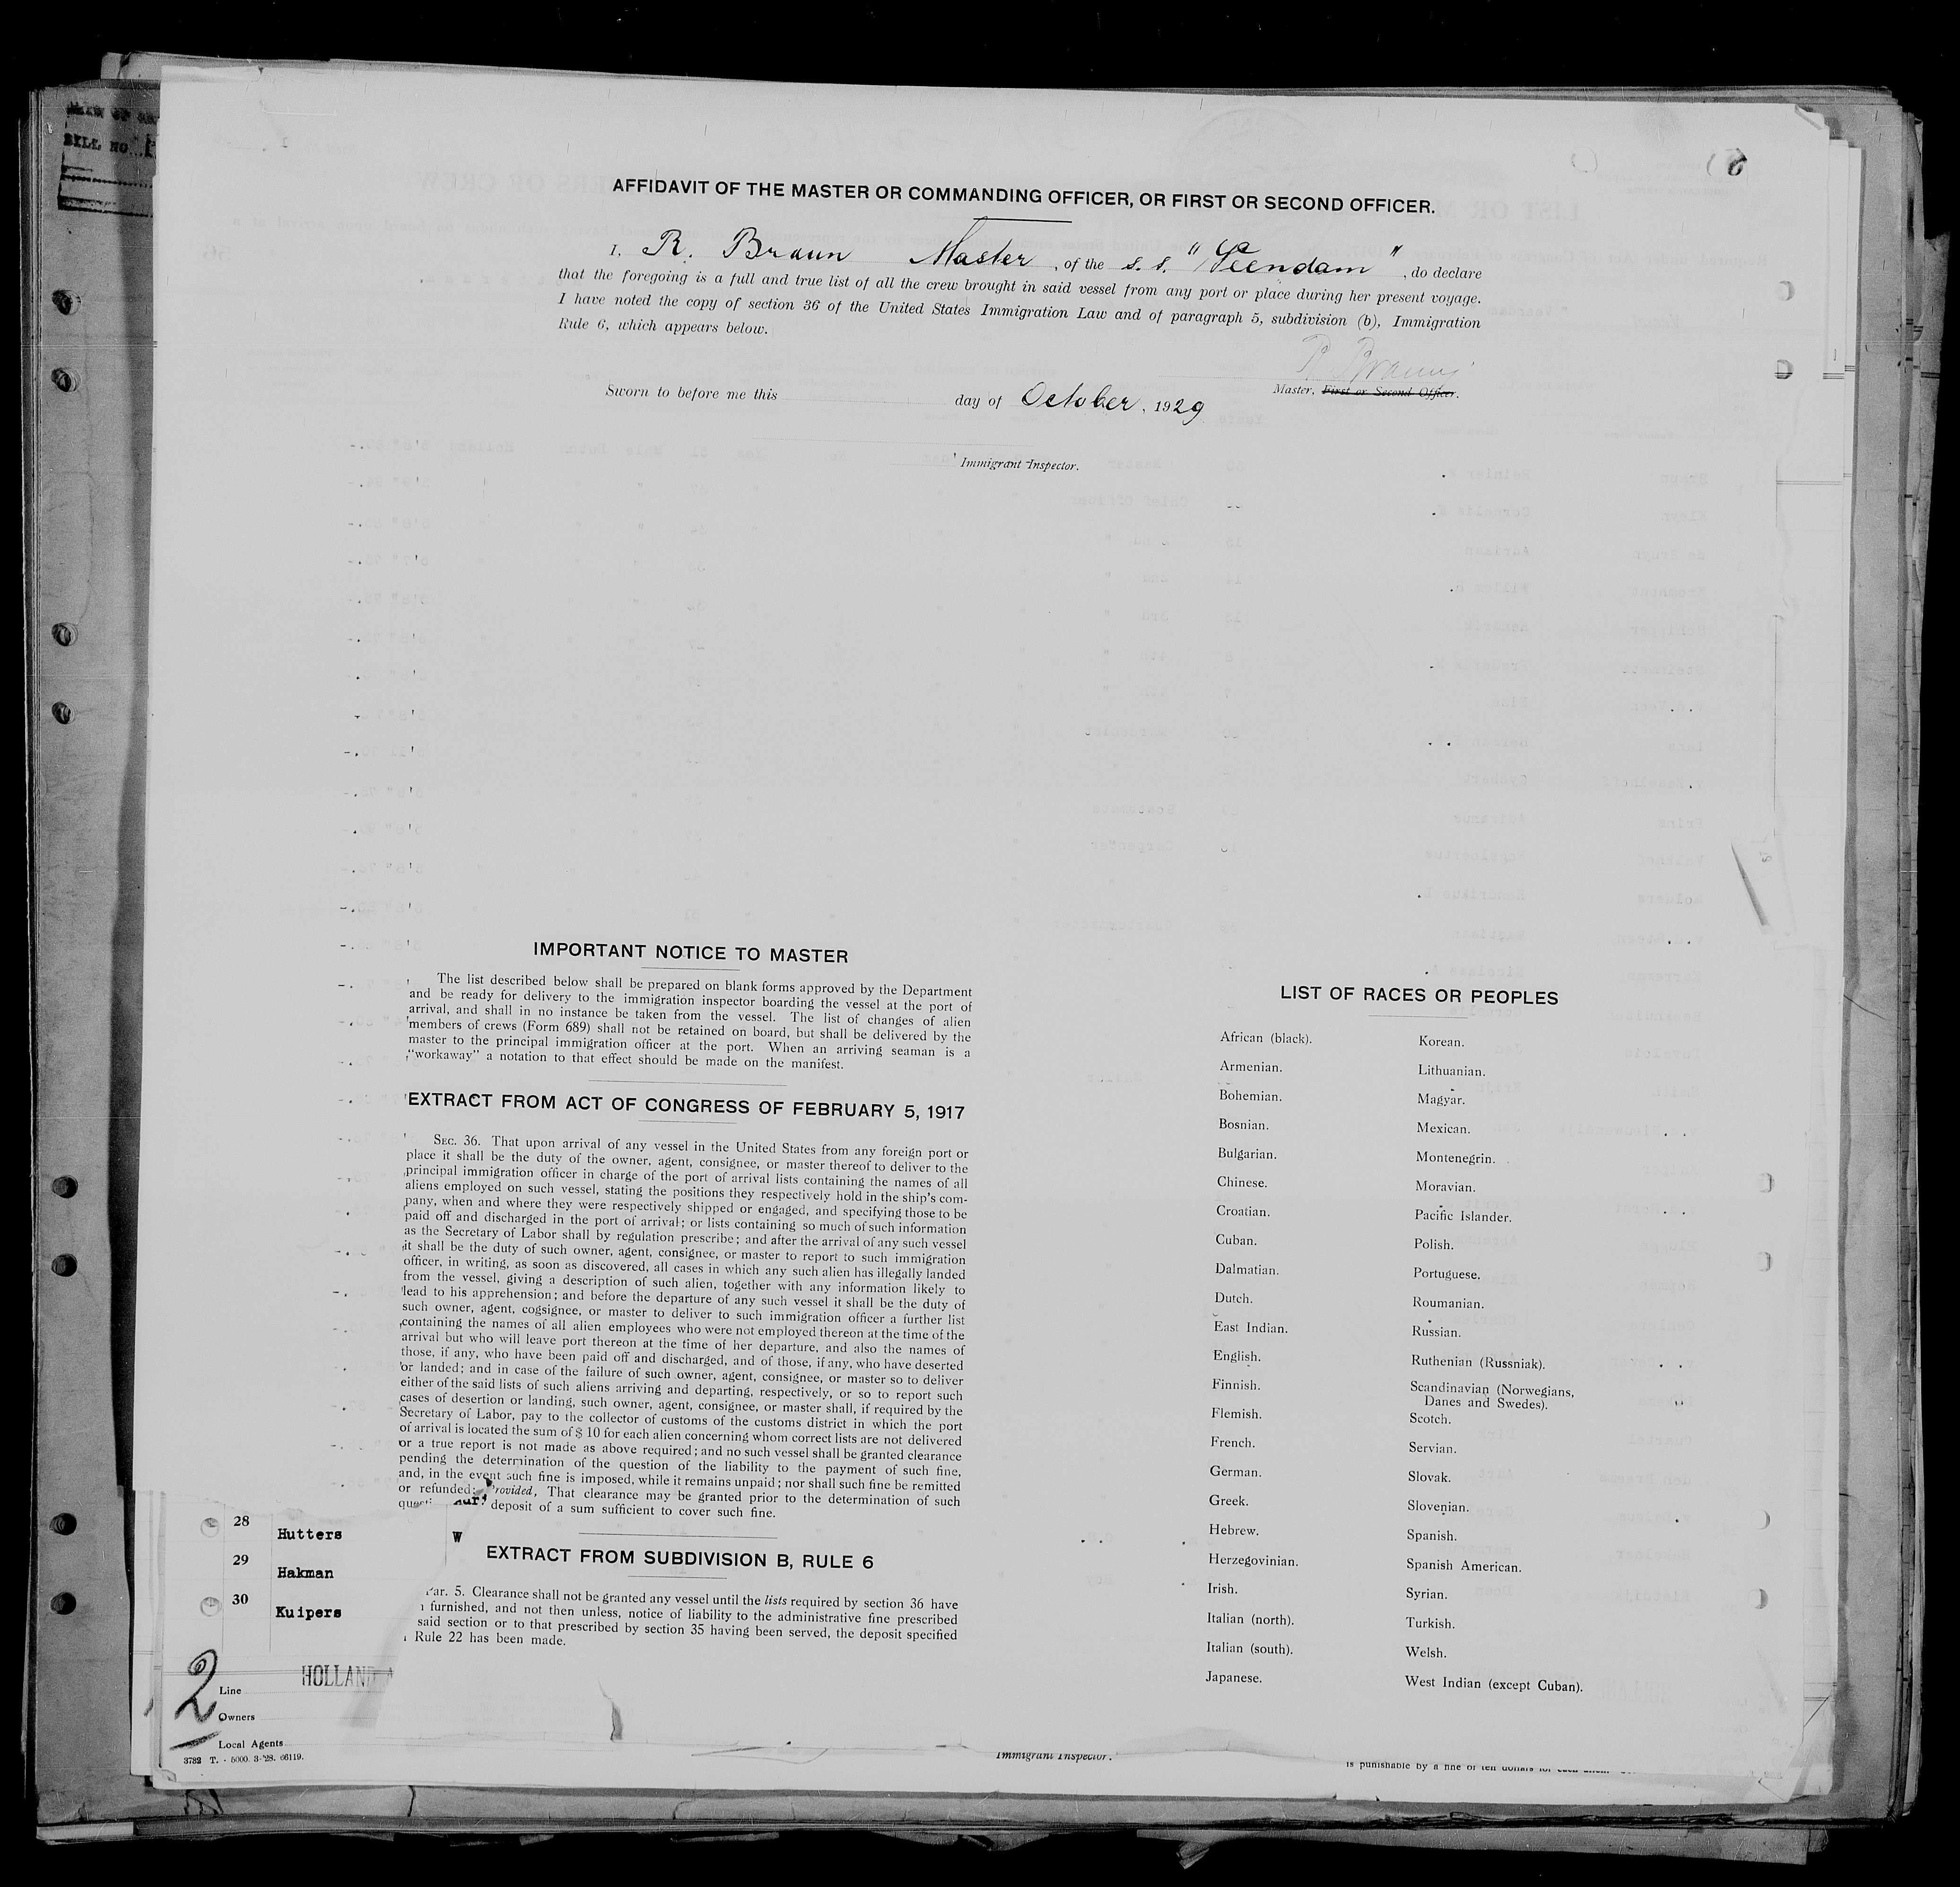 BILL NO
6
AFFIDAVIT OF THE MASTER OR COMMANDING OFFICER, OR FIRST OR SECOND OFFICER.
I, R. Braun Master, of the s. s. "Veendam", do declare
that the foregoing is a full and true list of all the crew brought in said vessel from any port or place during her present voyage.
I have noted the copy of section 36 of the United States Immigration Law and of paragraph 5, subdivision (b), Immigration
Rule 6, which appears below.
R. Braun
Master, First or Second Officer.
Sworn to before me this day of October, 1929
Immigrant Inspector.
IMPORTANT NOTICE TO MASTER
The list described below shall be prepared on blank forms approved by the Department
and be ready for delivery to the immigration inspector boarding the vessel at the port of
arrival, and shall in no instance be taken from the vessel. The list of changes of alien
members of crews (Form 689) shall not be retained on board, but shall be delivered by the
master to the principal immigration officer at the port. When an arriving seaman is a
"workaway" a notation to that effect should be made on the manifest.
EXTRACT FROM ACT OF CONGRESS OF FEBRUARY 5, 1917
SEC. 36. That upon arrival of any vessel in the United States from any foreign port or
place it shall be the duty of the owner, agent, consignee, or master thereof to deliver to the
principal immigration officer in charge of the port of arrival lists containing the names of all
aliens employed on such vessel, stating the positions they respectively hold in the ship's com-
pany, when and where they were respectively shipped or engaged, and specifying those to be
paid off and discharged in the port of arrival; or lists containing so much of such information
as the Secretary of Labor shall by regulation prescribe; and after the arrival of any such vessel
it shall be the duty of such owner, agent, consignee, or master to report to such immigration
officer, in writing, as soon as discovered, all cases in which any such alien has illegally landed
from the vessel, giving a description of such alien, together with any information likely to
lead to his apprehension; and before the departure of any such vessel it shall be the duty of
such owner, agent, cogsignee, or master to deliver to such immigration officer a further list
containing the names of all alien employees who were not employed thereon at the time of the
arrival but who will leave port thereon at the time of her departure, and also the names of
those, if any, who have been paid off and discharged, and of those, if any, who have deserted
or landed; and in case of the failure of such owner, agent, consignee, or master so to deliver
either of the said lists of such aliens arriving and departing, respectively, or so to report such
cases of desertion or landing, such owner, agent, consignee, or master shall, if required by the
Secretary of Labor, pay to the collector of customs of the customs district in which the port
of arrival is located the sum of $ 10 for each alien concerning whom correct lists are not delivered
or a true report is not made as above required; and no such vessel shall be granted clearance
pending the determination of the question of the liability to the payment of such fine,
and, in the event such fine is imposed, while it remains unpaid; nor shall such fine be remitted
or refunded: Provided, That clearance may be granted prior to the determination of such
deposit of a sum sufficient to cover such fine.
EXTRACT FROM SUBDIVISION B, RULE 6
Par. 5. Clearance shall not be granted any vessel until the lists required by section 36 have
furnished, and not then unless, notice of liability to the administrative fine prescribed
said section or to that prescribed by section 35 having been served, the deposit specified
Rule 22 has been made.
LIST OF RACES OR PEOPLES
African (black).
Armenian.
Bohemian.
Bosnian.
Bulgarian.
Chinese.
Croatian.
Cuban.
Dalmatian.
Dutch.
East Indian.
English.
Finnish.
Flemish.
French.
German.
Greek.
Hebrew.
Herzegovinian.
Irish.
Italian (north).
Italian (south).
Japanese.
Korean.
Lithuanian.
Magyar.
Mexican.
Montenegrin.
Moravian.
Pacific Islander.
Polish.
Portuguese.
Roumanian.
Russian.
Ruthenian (Russniak).
Scandinavian (Norwegians,
Danes and Swedes).
Scotch.
Servian.
Slovak.
Slovenian.
Spanish.
Spanish American.
Syrian.
Turkish.
Welsh.
West Indian (except Cuban).
28 Hutters W
29 Hakman
30 Kuipers
2
Line HOLLAND
Owners
Local Agents
3782 T. - 5000. 3-'28. 66119.
Immigrant Inspector.
is punishable by a fine of ten dollars for each alien